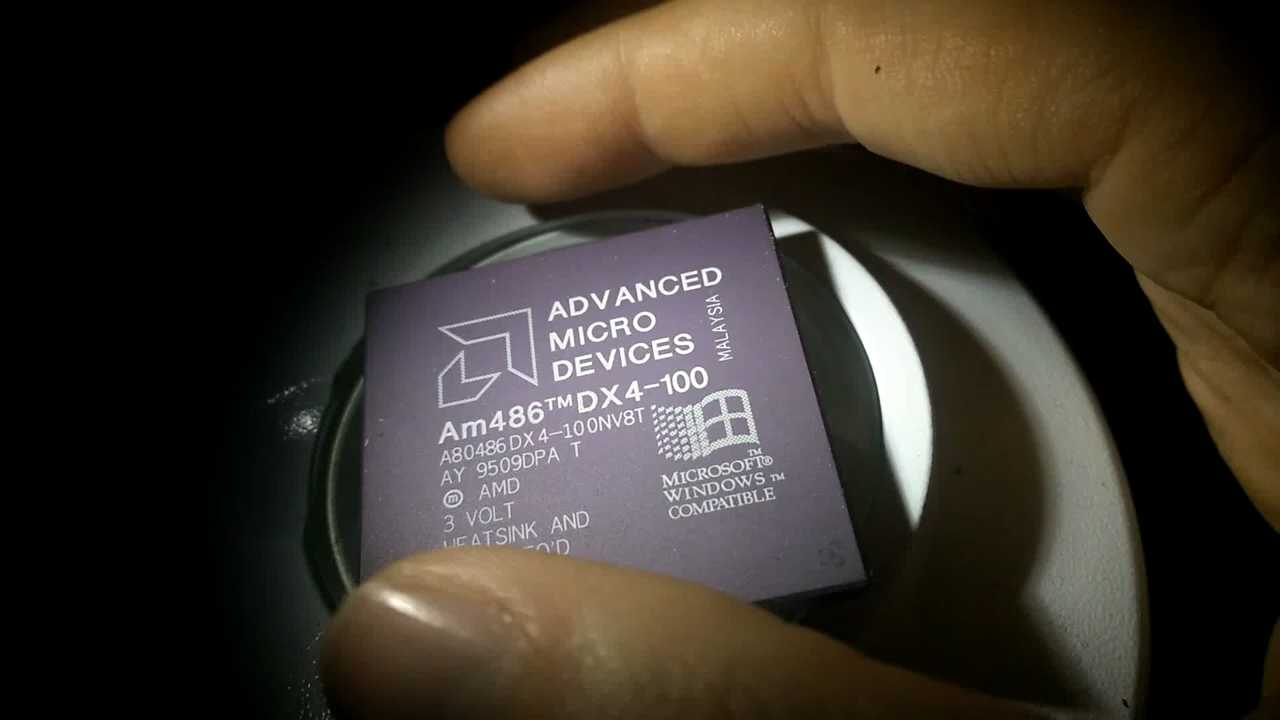 ADVANCED
MICRO
DEVICES
MALAYSIA
Am486™DX4-100
A80486DX4-100NV8T
AY 9509DPA T
ⓜ AMD
3 VOLT
HEATSINK AND
MICROSOFT®
WINDOWS™
COMPATIBLE